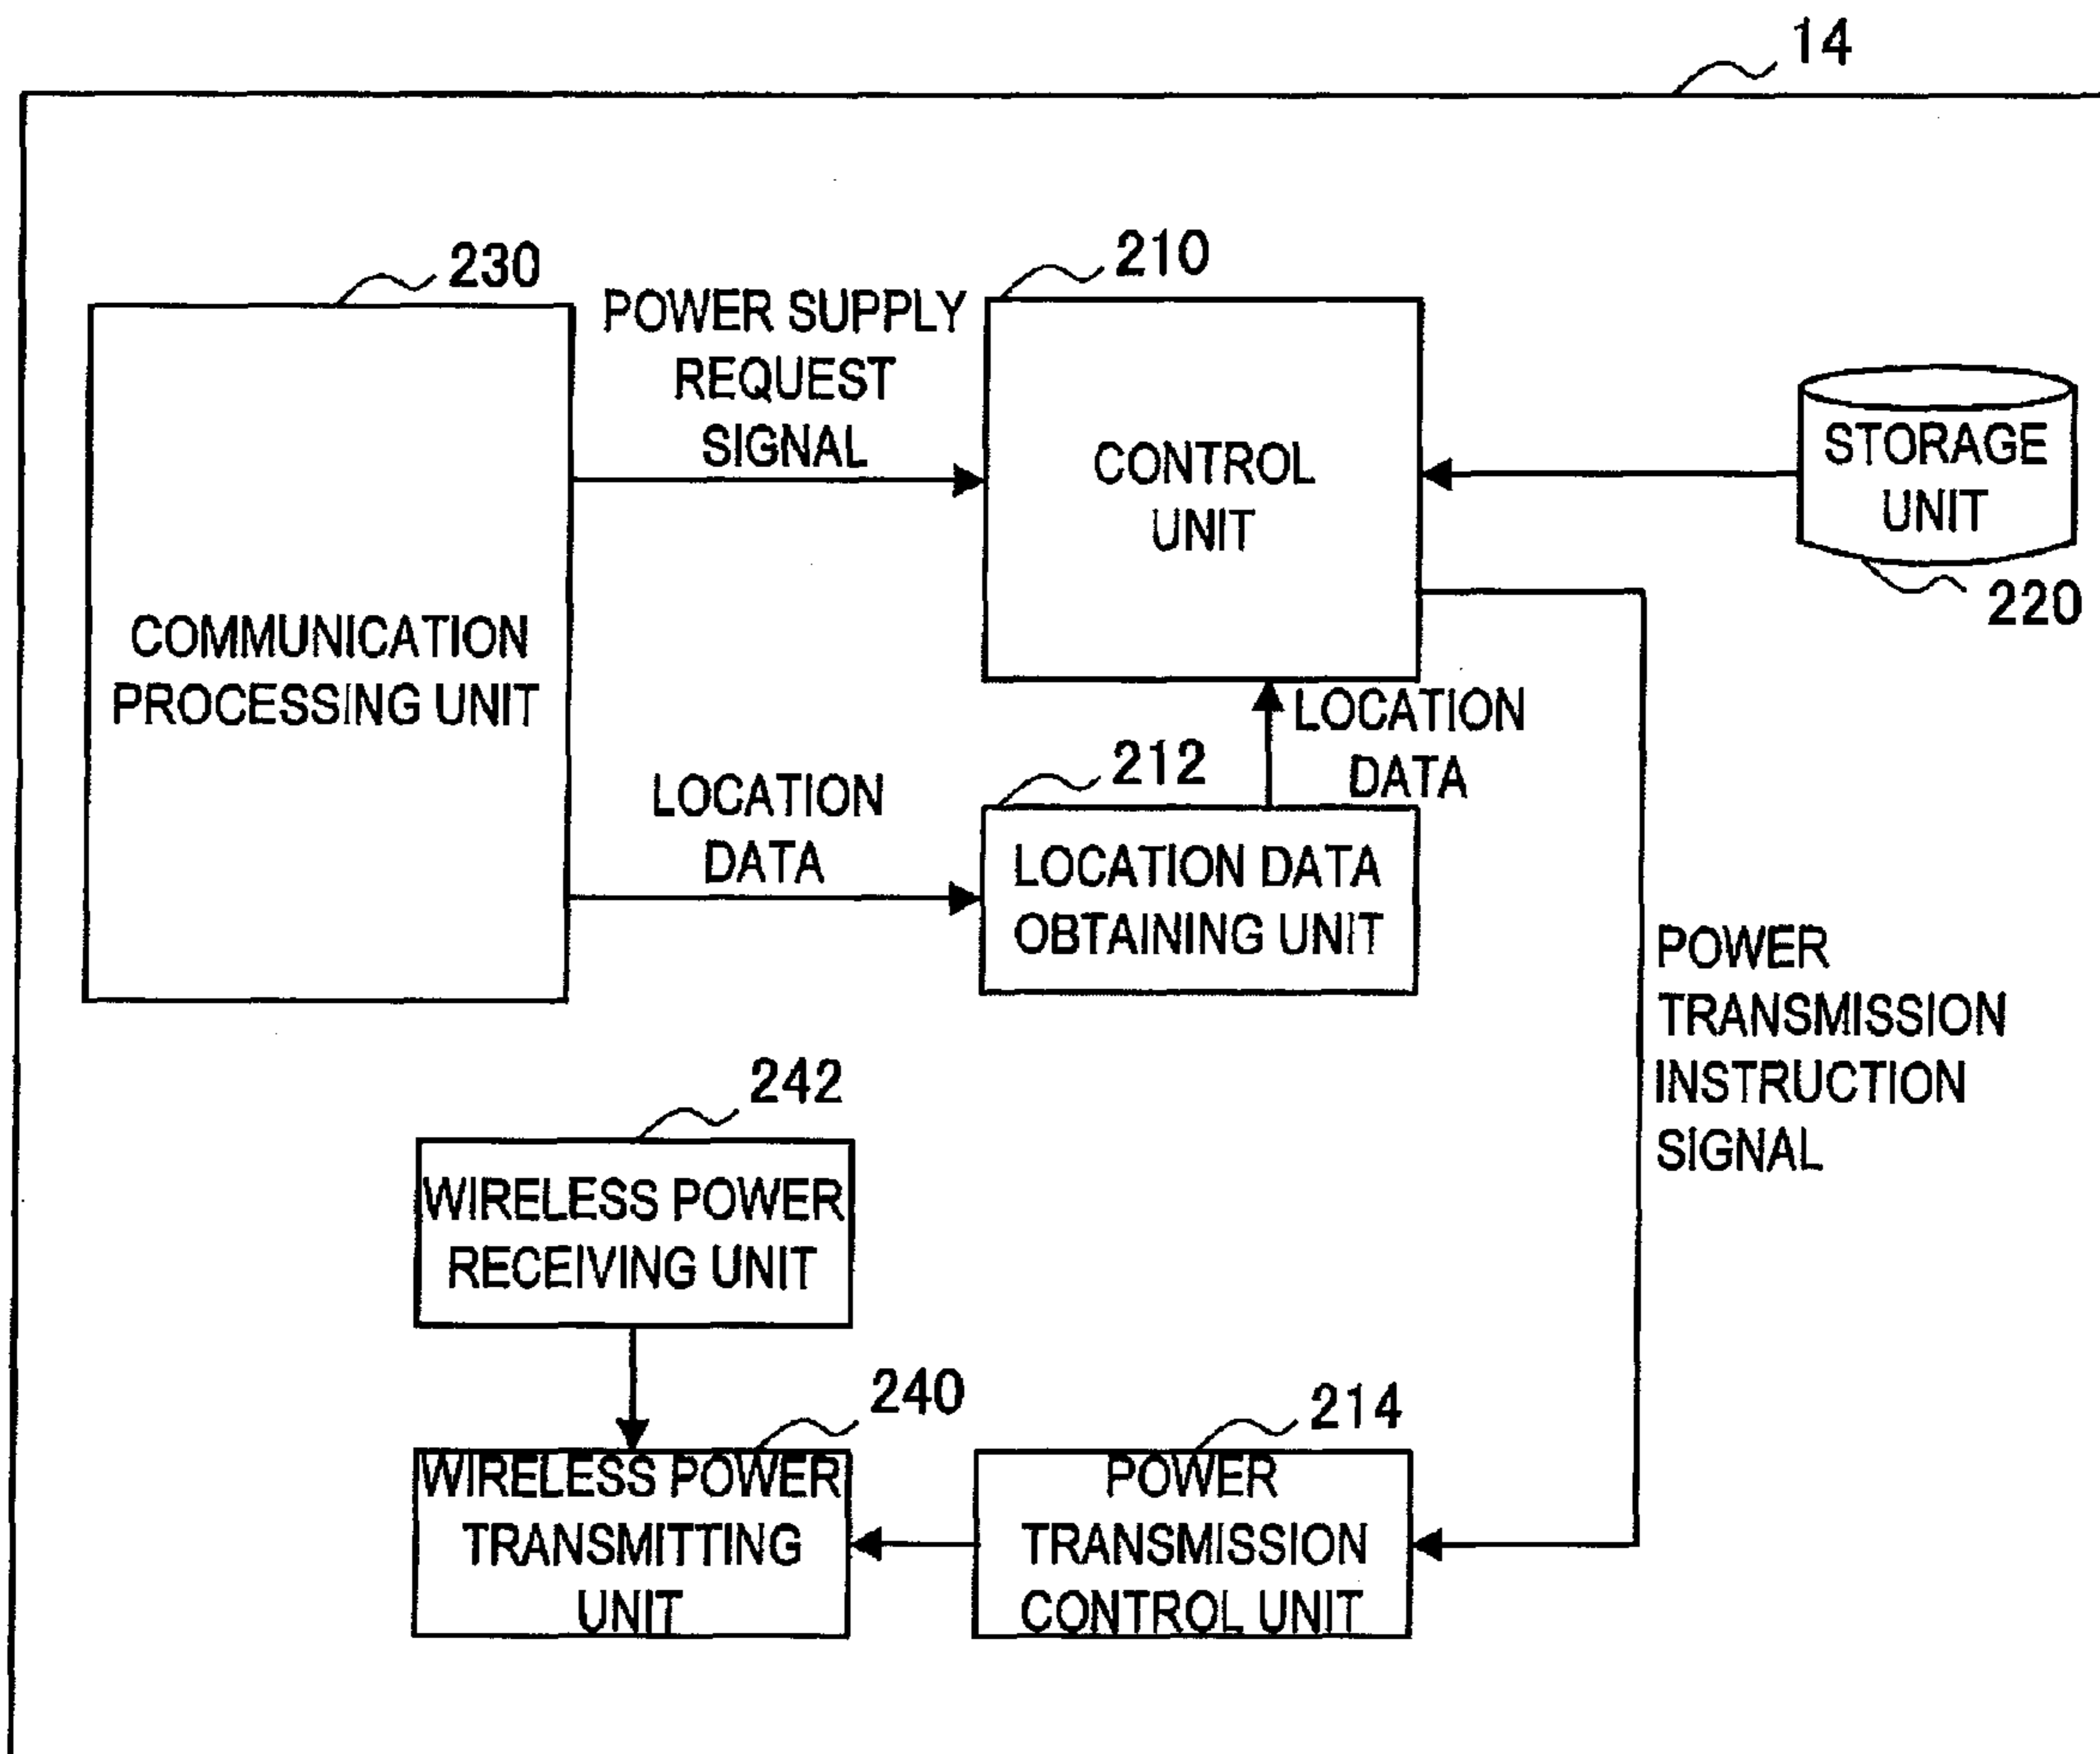 14
230
210
POWER SUPPLY
REQUEST
SIGNAL
CONTROL
UNIT
STORAGE
UNIT
220
COMMUNICATION
PROCESSING UNIT
LOCATION
DATA
212
LOCATION
DATA
LOCATION DATA
OBTAINING UNIT
POWER
TRANSMISSION
INSTRUCTION
SIGNAL
242
WIRELESS POWER
RECEIVING UNIT
240
214
WIRELESS POWER
TRANSMITTING
UNIT
POWER
TRANSMISSION
CONTROL UNIT